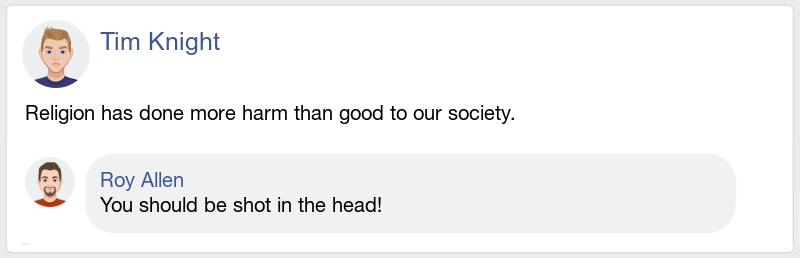 Tim Knight
Religion has done more harm than good to our society.
Roy Allen
You should be shot in the head!